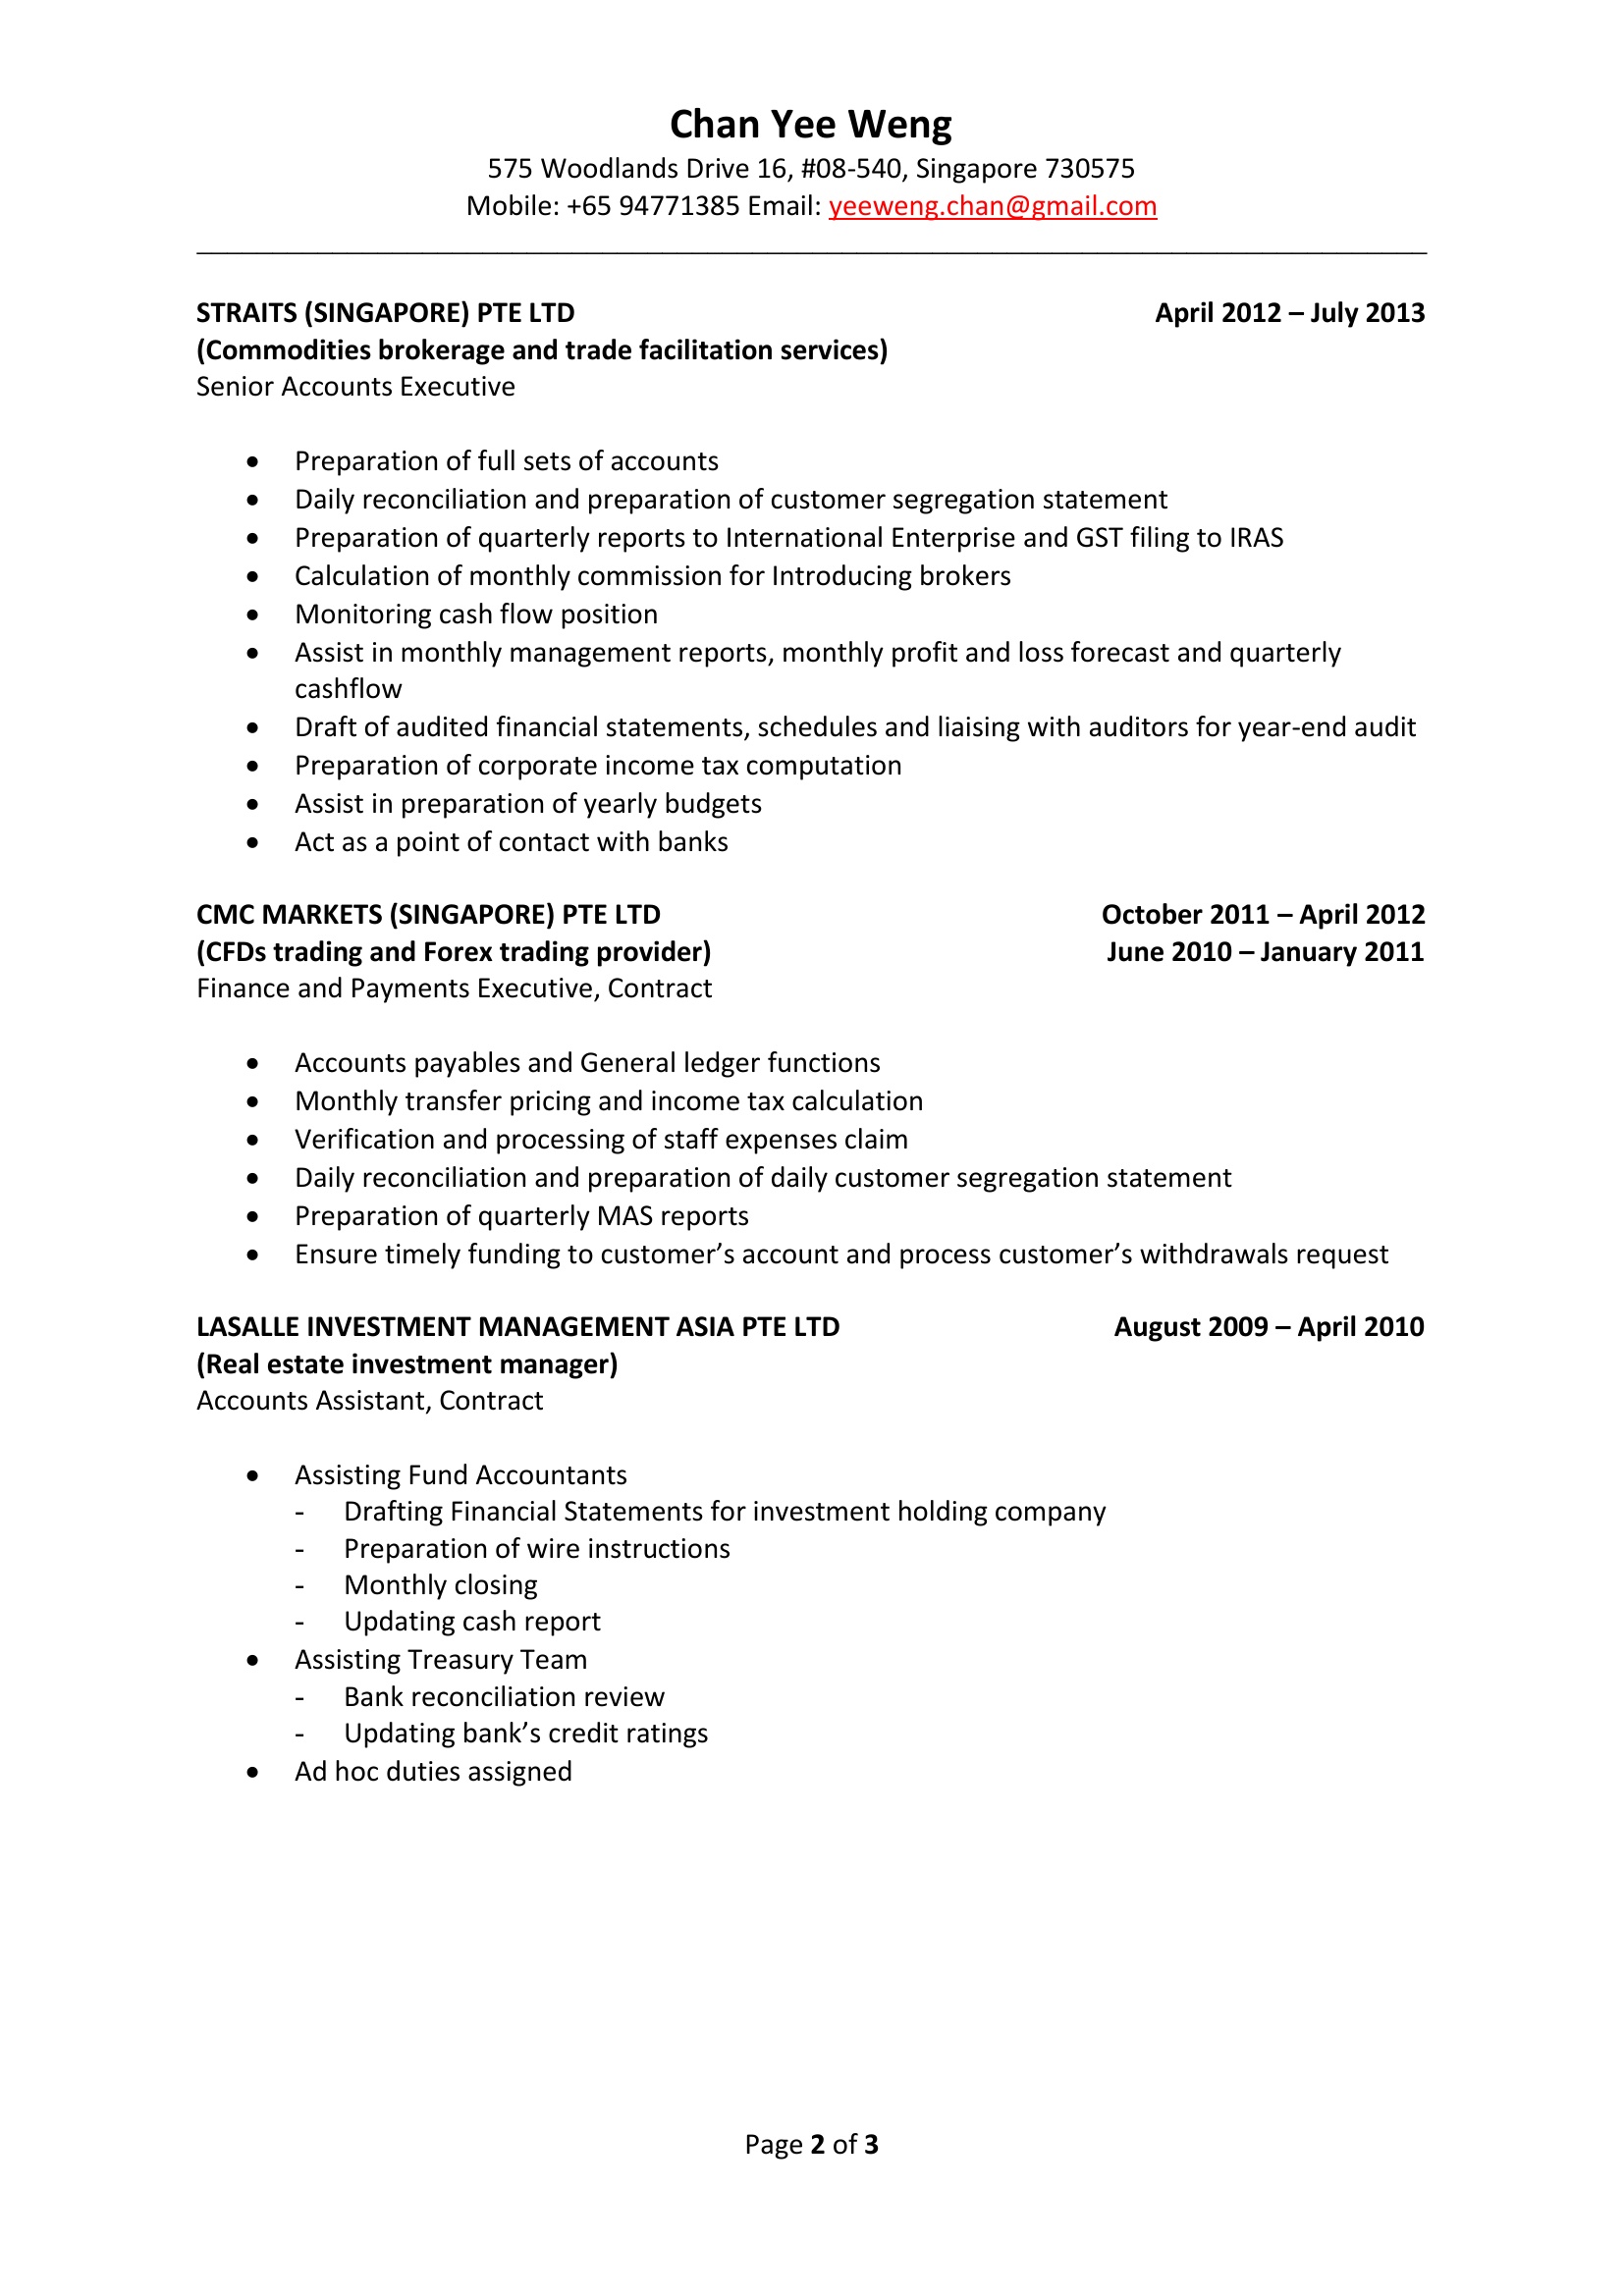 Chan Yee Weng
575 Woodlands Drive 16, #08-540, Singapore 730575
Mobile: +65 94771385 Email: yeeweng.chan@gmail.com
STRAITS (SINGAPORE) PTE LTD April 2012 – July 2013
(Commodities brokerage and trade facilitation services)
Senior Accounts Executive
• Preparation of full sets of accounts
• Daily reconciliation and preparation of customer segregation statement
• Preparation of quarterly reports to International Enterprise and GST filing to IRAS
• Calculation of monthly commission for Introducing brokers
• Monitoring cash flow position
• Assist in monthly management reports, monthly profit and loss forecast and quarterly
cashflow
• Draft of audited financial statements, schedules and liaising with auditors for year-end audit
• Preparation of corporate income tax computation
• Assist in preparation of yearly budgets
• Act as a point of contact with banks
CMC MARKETS (SINGAPORE) PTE LTD October 2011 – April 2012
(CFDs trading and Forex trading provider) June 2010 – January 2011
Finance and Payments Executive, Contract
• Accounts payables and General ledger functions
• Monthly transfer pricing and income tax calculation
• Verification and processing of staff expenses claim
• Daily reconciliation and preparation of daily customer segregation statement
• Preparation of quarterly MAS reports
• Ensure timely funding to customer’s account and process customer’s withdrawals request
LASALLE INVESTMENT MANAGEMENT ASIA PTE LTD August 2009 – April 2010
(Real estate investment manager)
Accounts Assistant, Contract
• Assisting Fund Accountants
- Drafting Financial Statements for investment holding company
- Preparation of wire instructions
- Monthly closing
- Updating cash report
• Assisting Treasury Team
- Bank reconciliation review
- Updating bank’s credit ratings
• Ad hoc duties assigned
Page 2 of 3